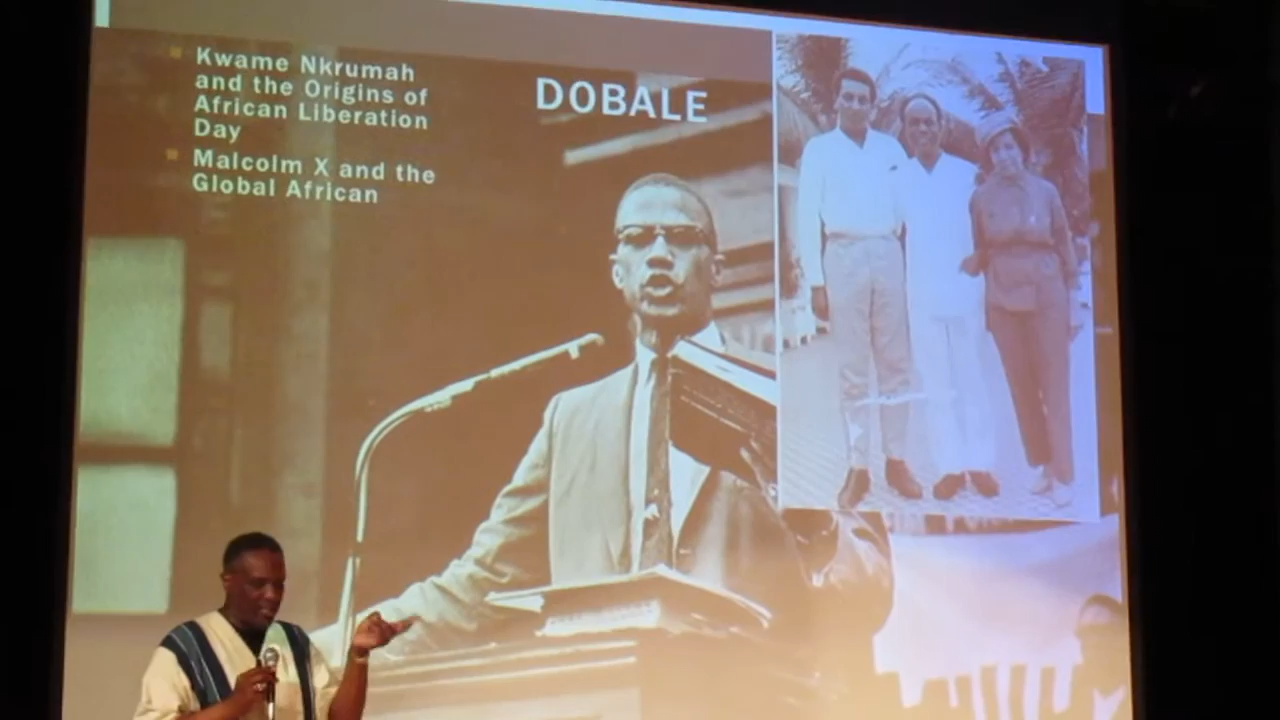 Kwame Nkrumah
and the Origins of
African Liberation
Day
Malcolm X and the
Global African
DOBALE